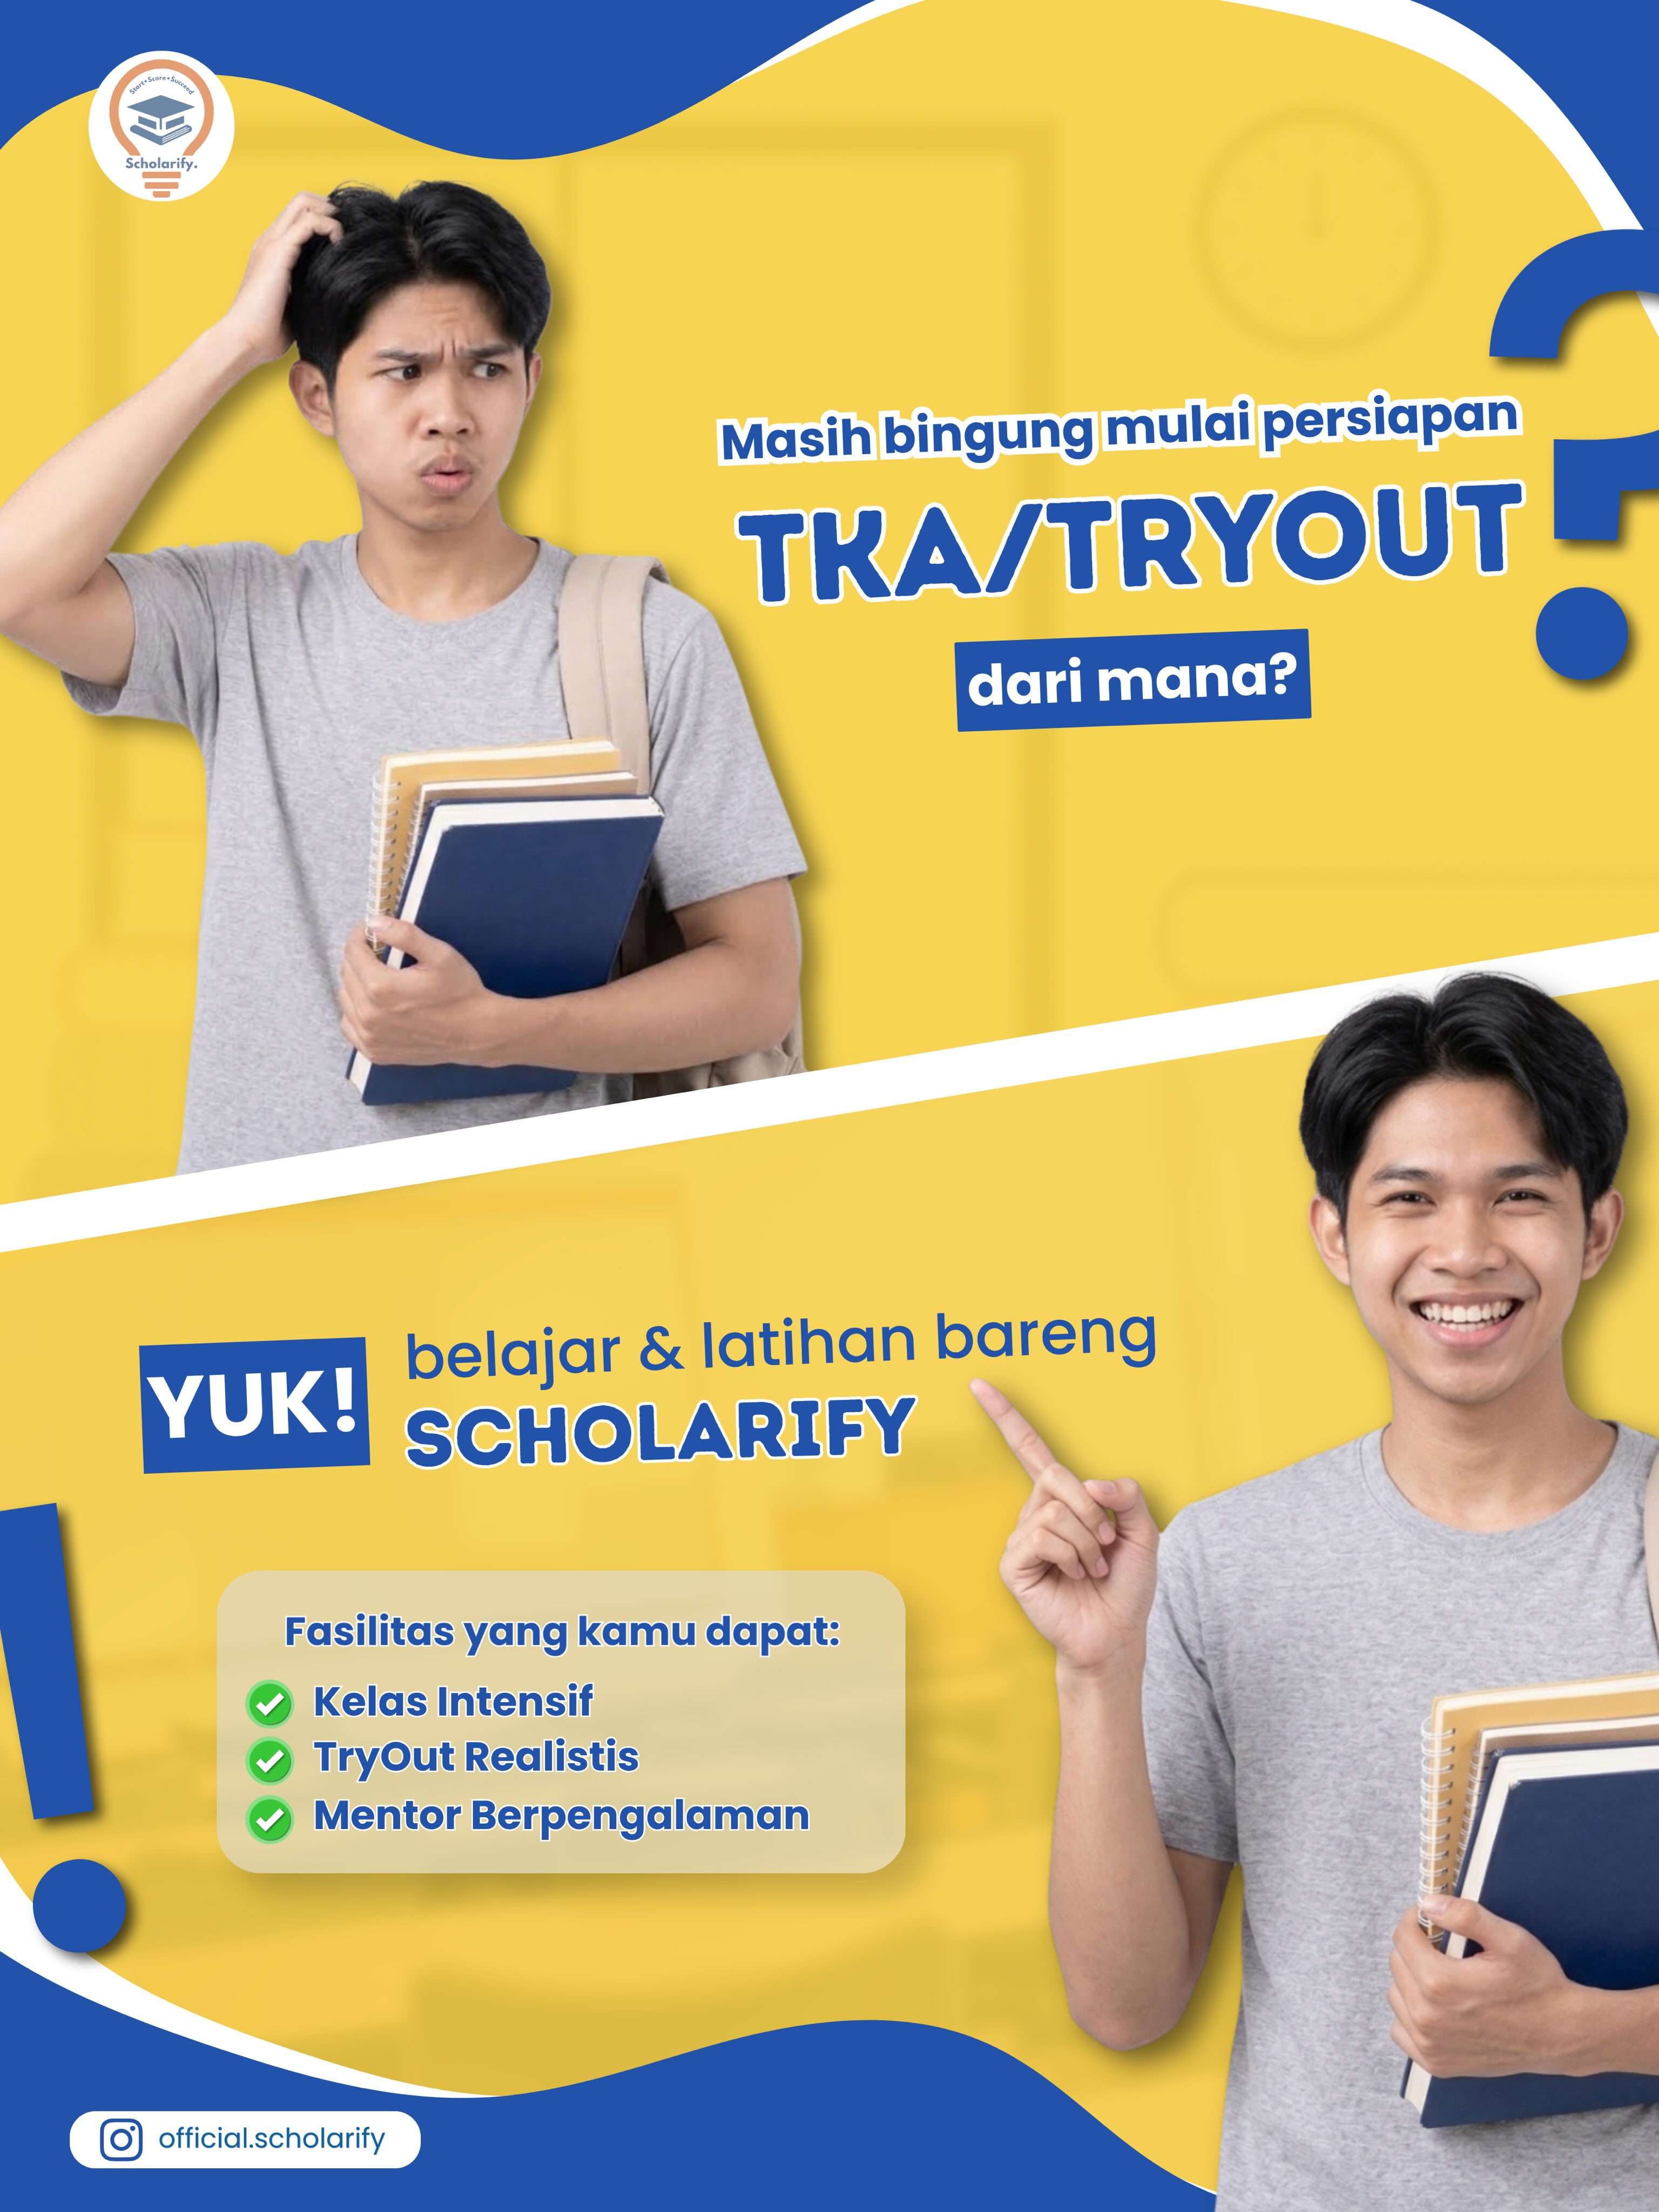 Start•Score•Succeed
Scholarify.
Masih bingung mulai persiapan
TKA/TRYOUT
dari mana?
?
YUK!
belajar & latihan bareng
SCHOLARIFY
!
Fasilitas yang kamu dapat:
Kelas Intensif
TryOut Realistis
Mentor Berpengalaman
official.scholarify